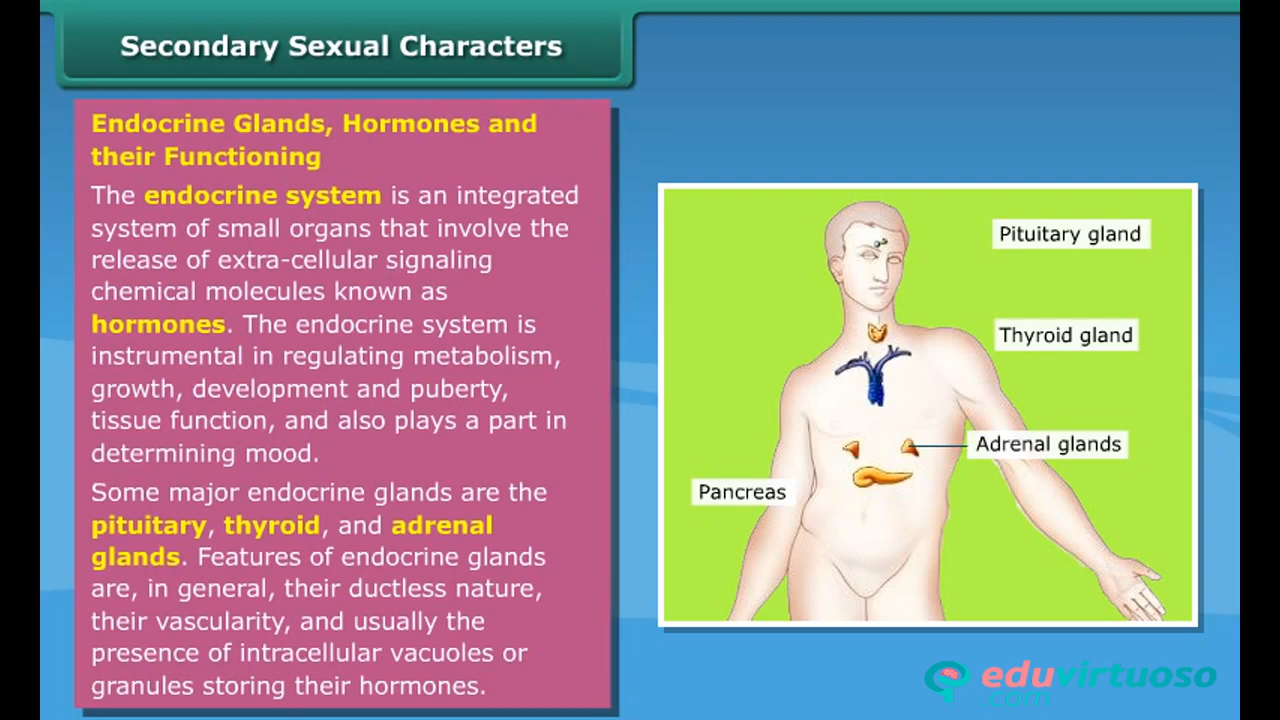 Secondary Sexual Characters
Endocrine Glands, Hormones and
their Functioning
The endocrine system is an integrated
system of small organs that involve the
release of extra-cellular signaling
chemical molecules known as
hormones. The endocrine system is
instrumental in regulating metabolism,
growth, development and puberty,
tissue function, and also plays a part in
determining mood.
Some major endocrine glands are the
pituitary, thyroid, and adrenal
glands. Features of endocrine glands
are, in general, their ductless nature,
their vascularity, and usually the
presence of intracellular vacuoles or
granules storing their hormones.
Pituitary gland
Thyroid gland
Adrenal glands
Pancreas
eduvirtuoso
.com